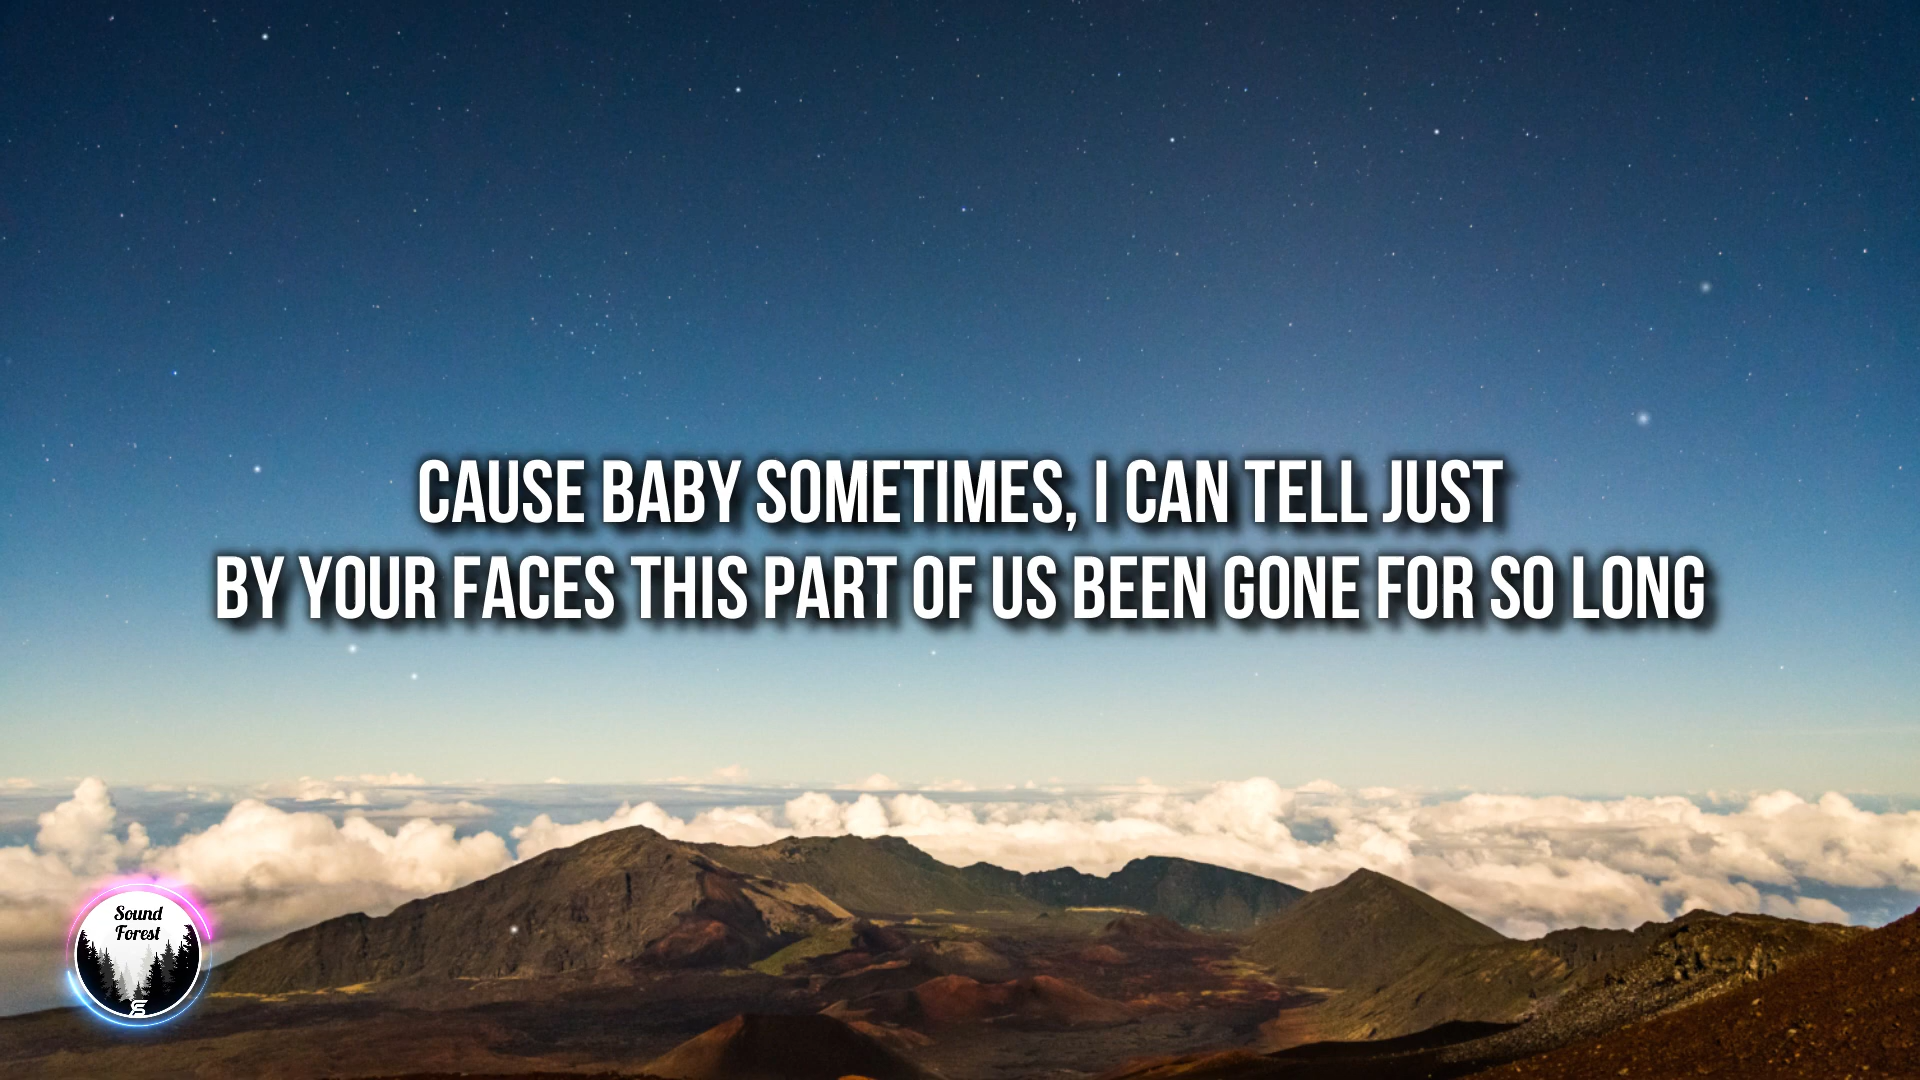 CAUSE BABY SOMETIMES, I CAN TELL JUST
BY YOUR FACES THIS PART OF US BEEN GONE FOR SO LONG
Sound
Forest